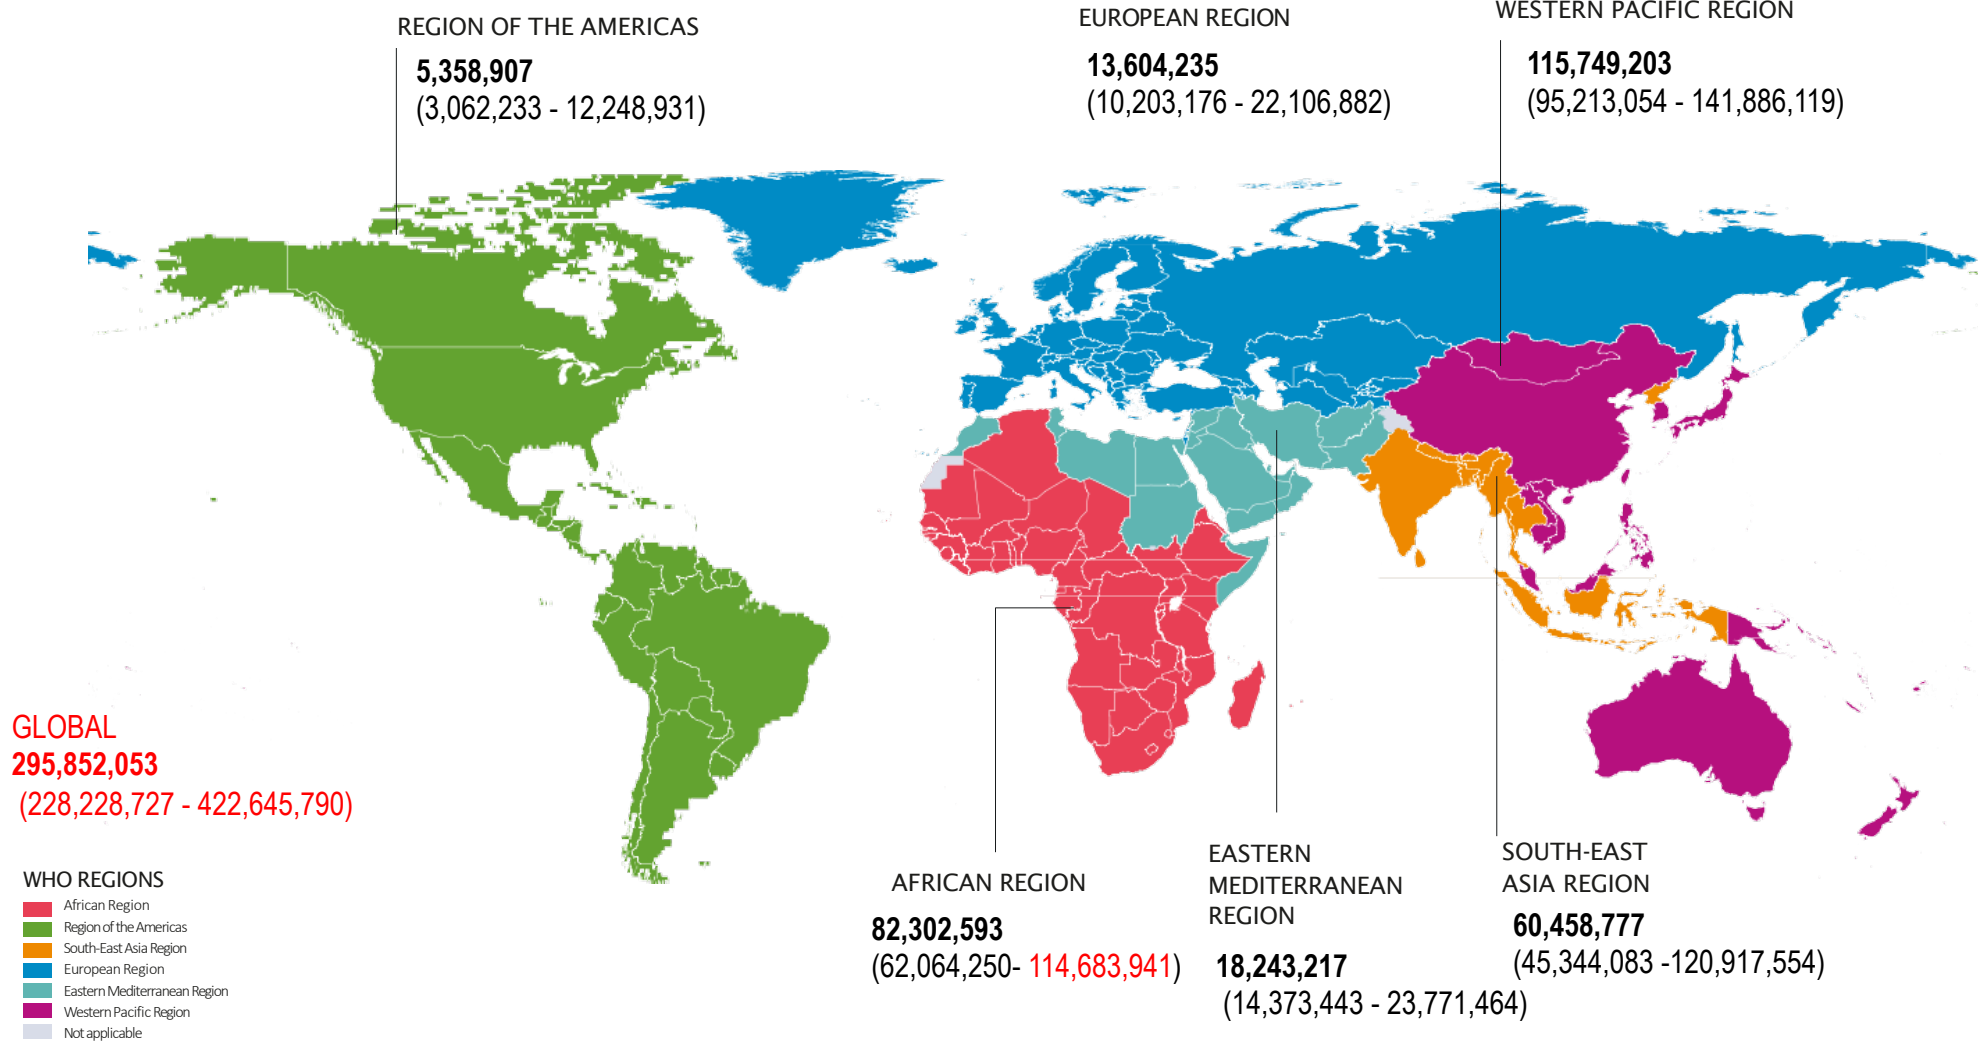 REGION OF THE AMERICAS
5,358,907
(3,062,233 - 12,248,931)
EUROPEAN REGION
13,604,235
(10,203,176 - 22,106,882)
WESTERN PACIFIC REGION
115,749,203
(95,213,054 - 141,886,119)
GLOBAL
295,852,053
(228,228,727 - 422,645,790)
WHO REGIONS
African Region
Region of the Americas
South-East Asia Region
European Region
Eastern Mediterranean Region
Western Pacific Region
Not applicable
AFRICAN REGION
82,302,593
(62,064,250- 114,683,941)
EASTERN
MEDITERRANEAN
REGION
18,243,217
(14,373,443 - 23,771,464)
SOUTH-EAST
ASIA REGION
60,458,777
(45,344,083 -120,917,554)